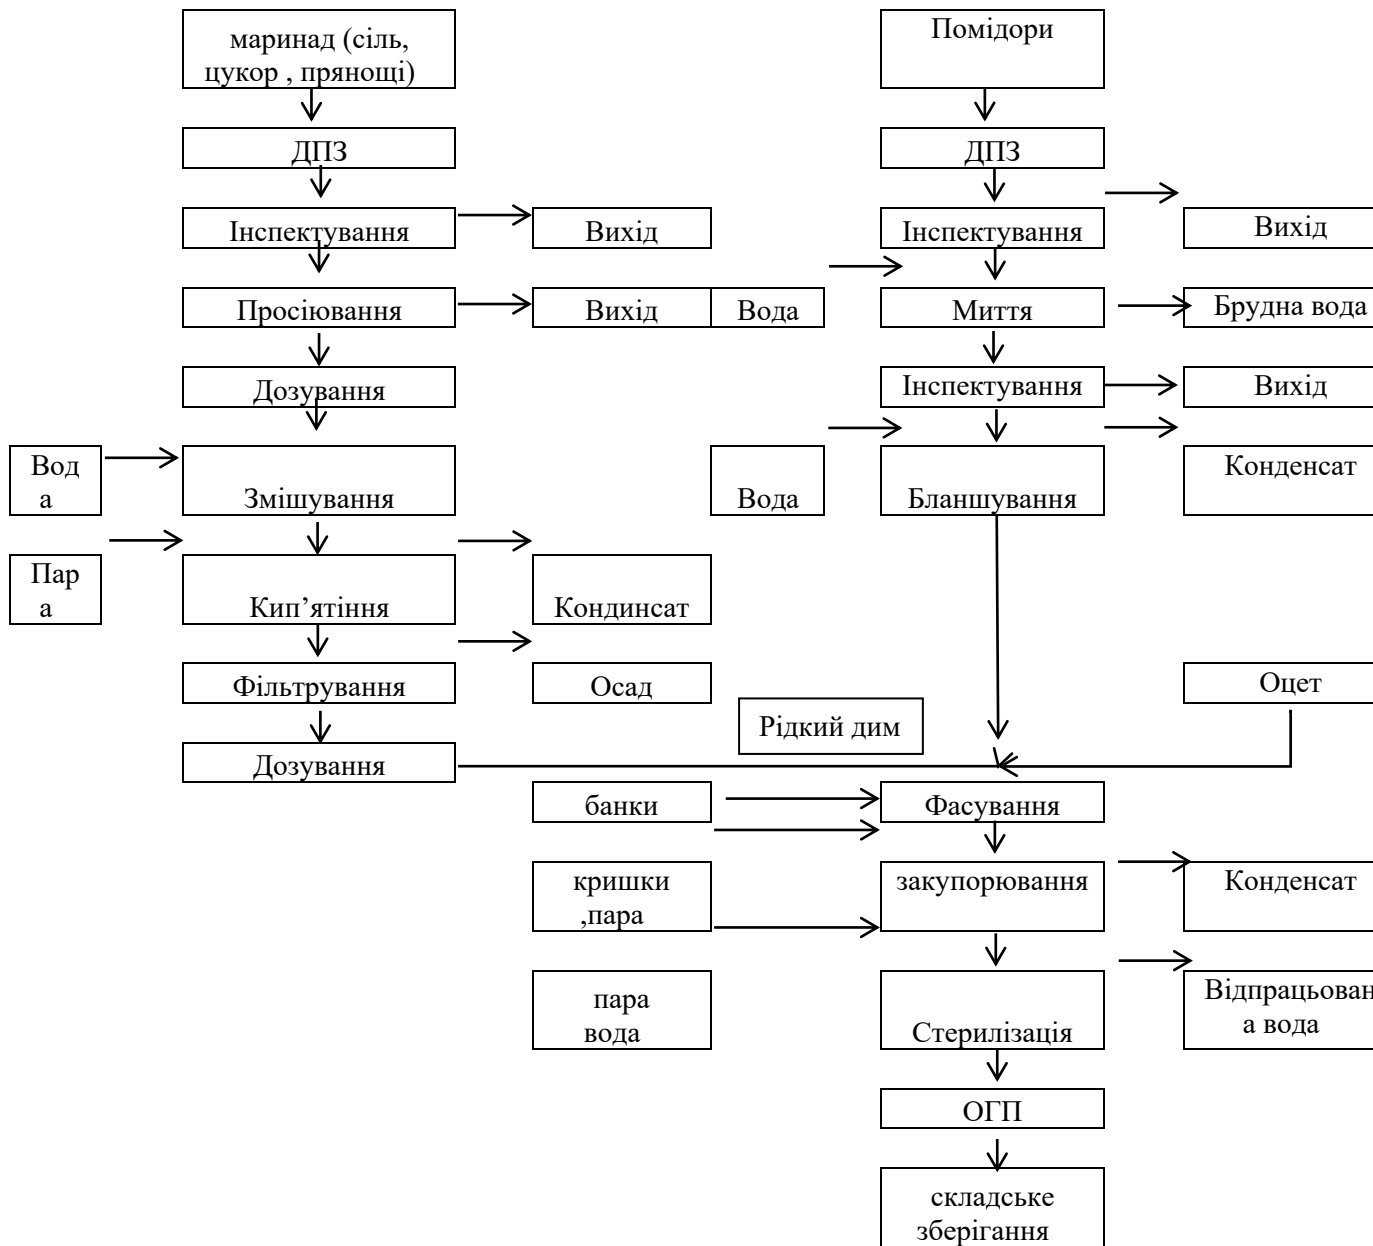 маринад (сіль,
цукор , прянощі)
Помідори
ДПЗ
ДПЗ
Інспектування
Вихід
Інспектування
Вихід
Просіювання
Вихід
Вода
Миття
Брудна вода
Дозування
Інспектування
Вихід
Вод
а
Змішування
Вода
Бланшування
Конденсат
Пар
а
Кип’ятіння
Кондинсат
Фільтрування
Осад
Оцет
Рідкий дим
Дозування
банки
Фасування
кришки
,пара
закупорювання
Конденсат
пара
вода
Стерилізація
Відпрацьован
а вода
ОГП
складське
зберігання